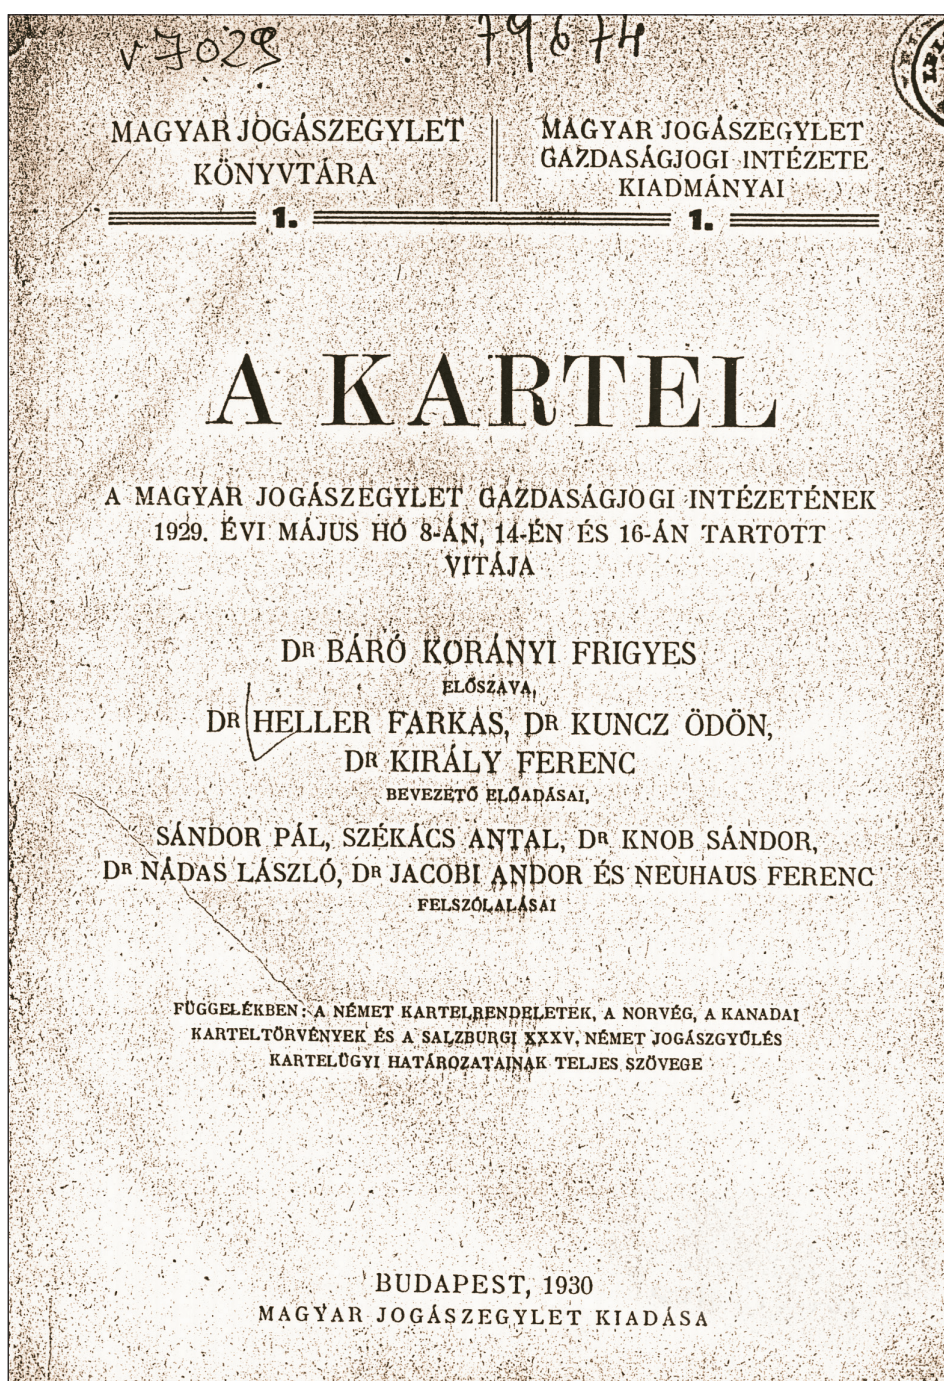 v 7029
79674
MAGYAR JOGÁSZEGYLET
KÖNYVTÁRA
1.
MAGYAR JOGÁSZEGYLET
GAZDASÁGJOGI INTÉZETE
KIADMÁNYAI
1.
A KARTEL
A MAGYAR JOGÁSZEGYLET GAZDASÁGJOGI INTÉZETÉNEK
1929. ÉVI MÁJUS HÓ 8-ÁN, 14-ÉN ÉS 16-ÁN TARTOTT
VITÁJA
DR BÁRÓ KORÁNYI FRIGYES
ELŐSZAVA,
DR HELLER FARKAS, DR KUNCZ ÖDÖN,
DR KIRÁLY FERENC
BEVEZETŐ ELŐADÁSAI,
SÁNDOR PÁL, SZÉKÁCS ANTAL, DR KNOB SÁNDOR,
DR NÁDAS LÁSZLÓ, DR JACOBI ANDOR ÉS NEUHAUS FERENC
FELSZÓLALÁSAI
FÜGGELÉKBEN: A NÉMET KARTELRENDELETEK, A NORVÉG, A KANADAI
KARTELTÖRVÉNYEK ÉS A SALZBURGI XXXV, NÉMET JOGÁSZGYŰLÉS
KARTELÜGYI HATÁROZATAINAK TELJES SZÖVEGE
BUDAPEST, 1930
MAGYAR JOGÁSZEGYLET KIADÁSA